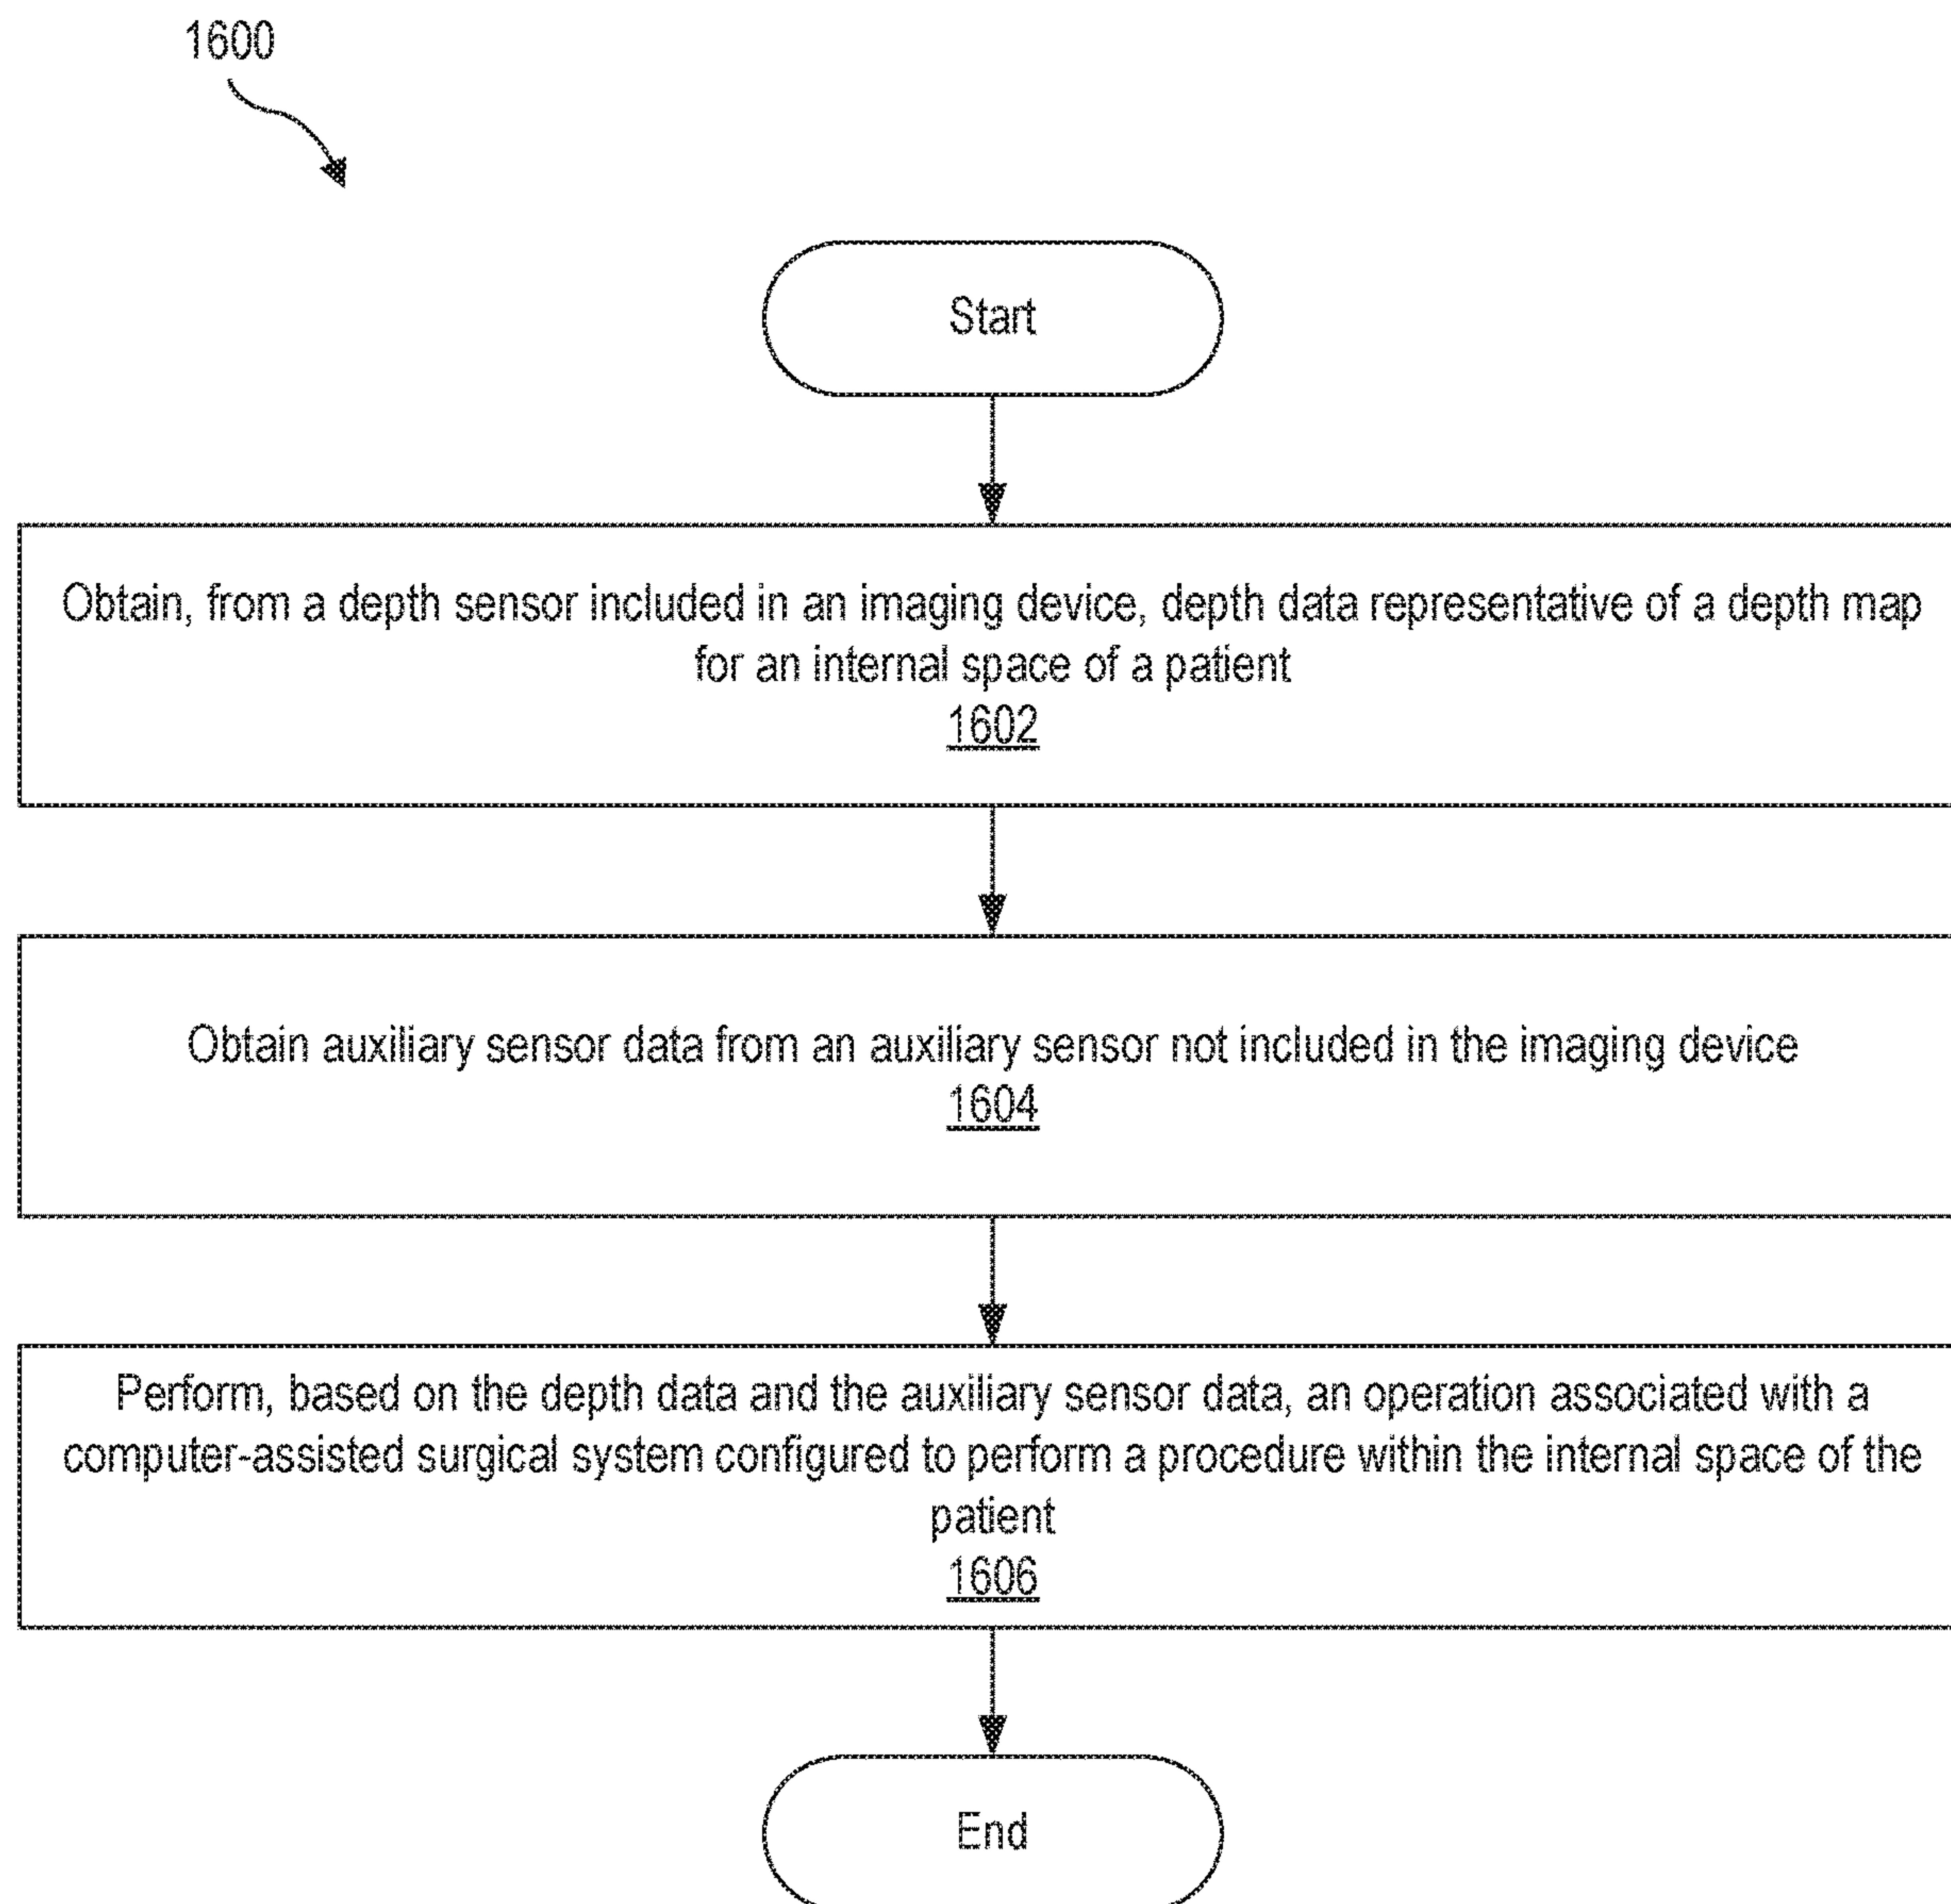 1600
Start
Obtain, from a depth sensor included in an imaging device, depth data representative of a depth map
for an internal space of a patient
1602
Obtain auxiliary sensor data from an auxiliary sensor not included in the imaging device
1604
Perform, based on the depth data and the auxiliary sensor data, an operation associated with a
computer-assisted surgical system configured to perform a procedure within the internal space of the
patient
1606
End